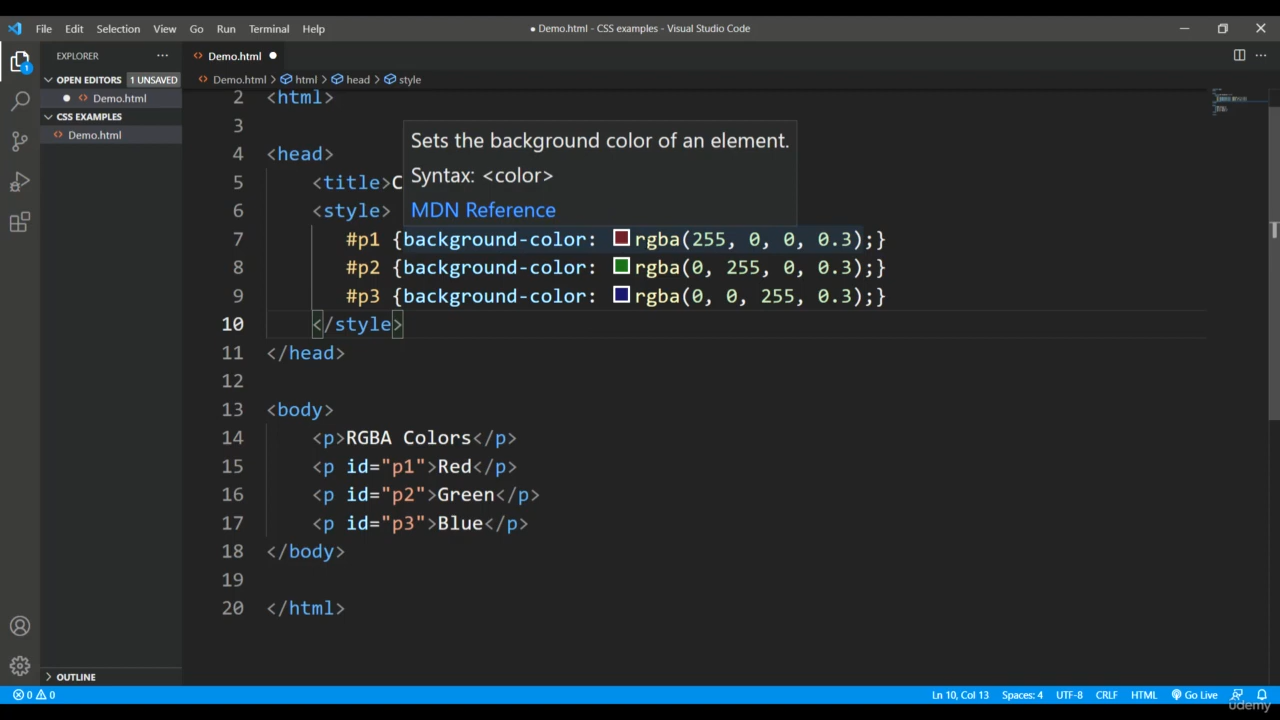 File Edit Selection View Go Run Terminal Help ● Demo.html - CSS examples - Visual Studio Code
EXPLORER ··· <> Demo.html ●
OPEN EDITORS 1 UNSAVED
Demo.html > html > head > style
● <> Demo.html
CSS EXAMPLES
<> Demo.html
1
2 <html>
3
Sets the background color of an element.
4 <head>
Syntax: <color>
5 <title>C
6 <style>
MDN Reference
7 #p1 {background-color: rgba(255, 0, 0, 0.3);}
8 #p2 {background-color: rgba(0, 255, 0, 0.3);}
9 #p3 {background-color: rgba(0, 0, 255, 0.3);}
10 </style>
11 </head>
12
13 <body>
14 <p>RGBA Colors</p>
15 <p id="p1">Red</p>
16 <p id="p2">Green</p>
17 <p id="p3">Blue</p>
18 </body>
19
20 </html>
OUTLINE
0 0 Ln 10, Col 13 Spaces: 4 UTF-8 CRLF HTML Go Live
udemy